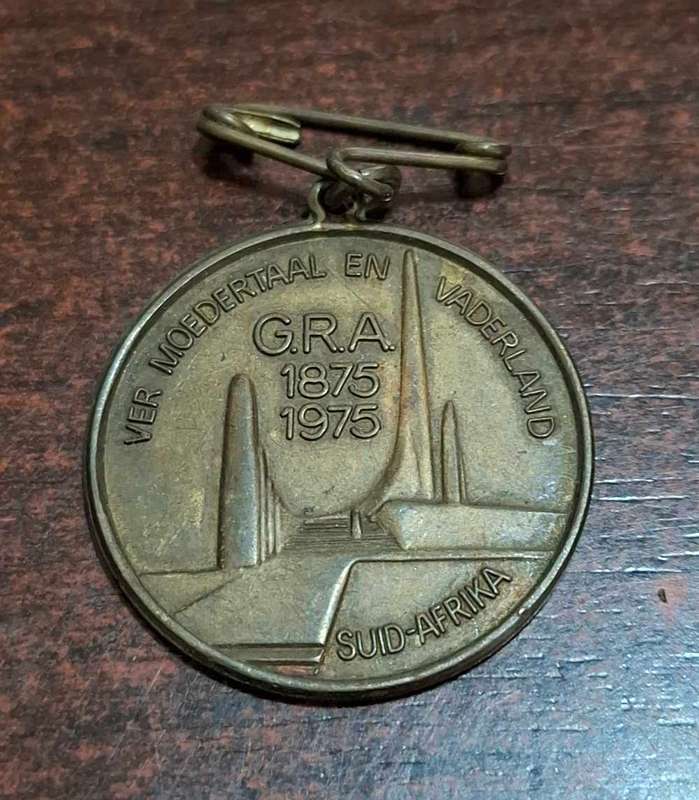 VER MOEDERTAAL EN VADERLAND
G.R.A.
1875
1975
SUID-AFRIKA